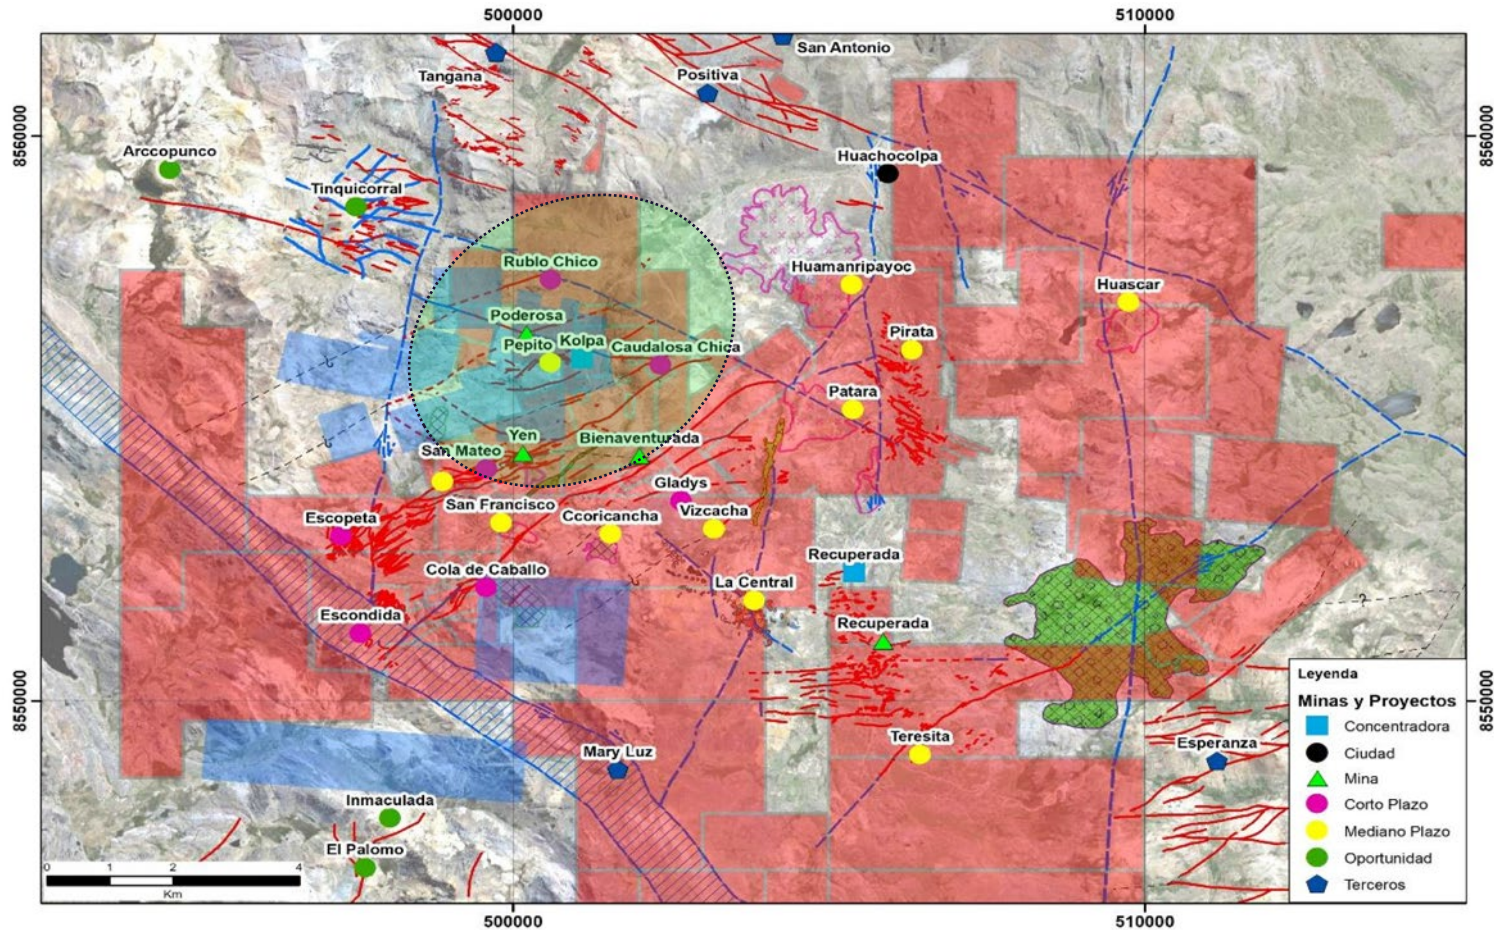 500000
510000
San Antonio
Tangana
Positiva
8560000
8560000
Arccopunco
Huachocolpa
Tinquicorral
Rublo Chico
Huamanripayoc
Huascar
Poderosa
Pirata
Pepito
Kolpa
Caudalosa Chica
Patara
Yen
Bienaventurada
San Mateo
Gladys
San Francisco
Ccoricancha
Vizcacha
Escopeta
Recuperada
Cola de Caballo
La Central
?
Escondida
Recuperada
8550000
8550000
Teresita
Esperanza
Mary Luz
Inmaculada
El Palomo
0 1 2 4
Km
Leyenda
Minas y Proyectos
Concentradora
Ciudad
Mina
Corto Plazo
Mediano Plazo
Oportunidad
Terceros
500000
510000